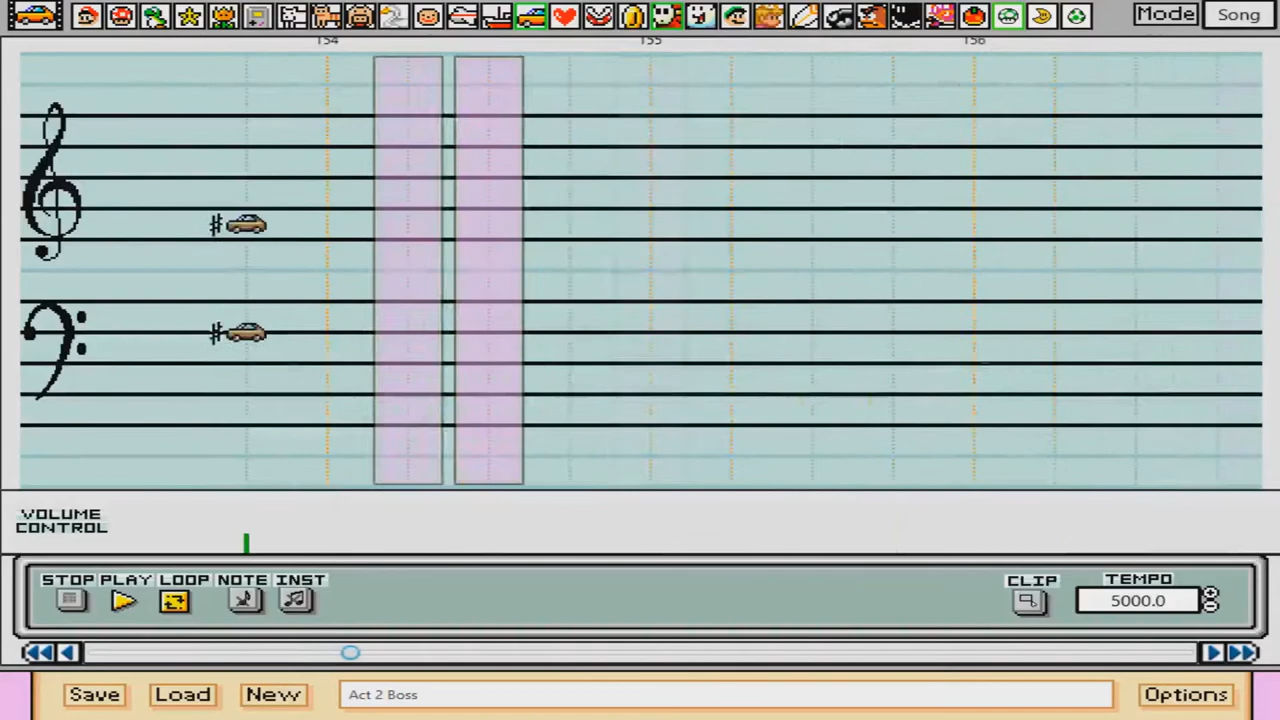 Mode Song
154 155 156
VOLUME
CONTROL
STOP PLAY LOOP NOTE INST CLIP TEMPO
5000.0
Save Load New Act 2 Boss Options